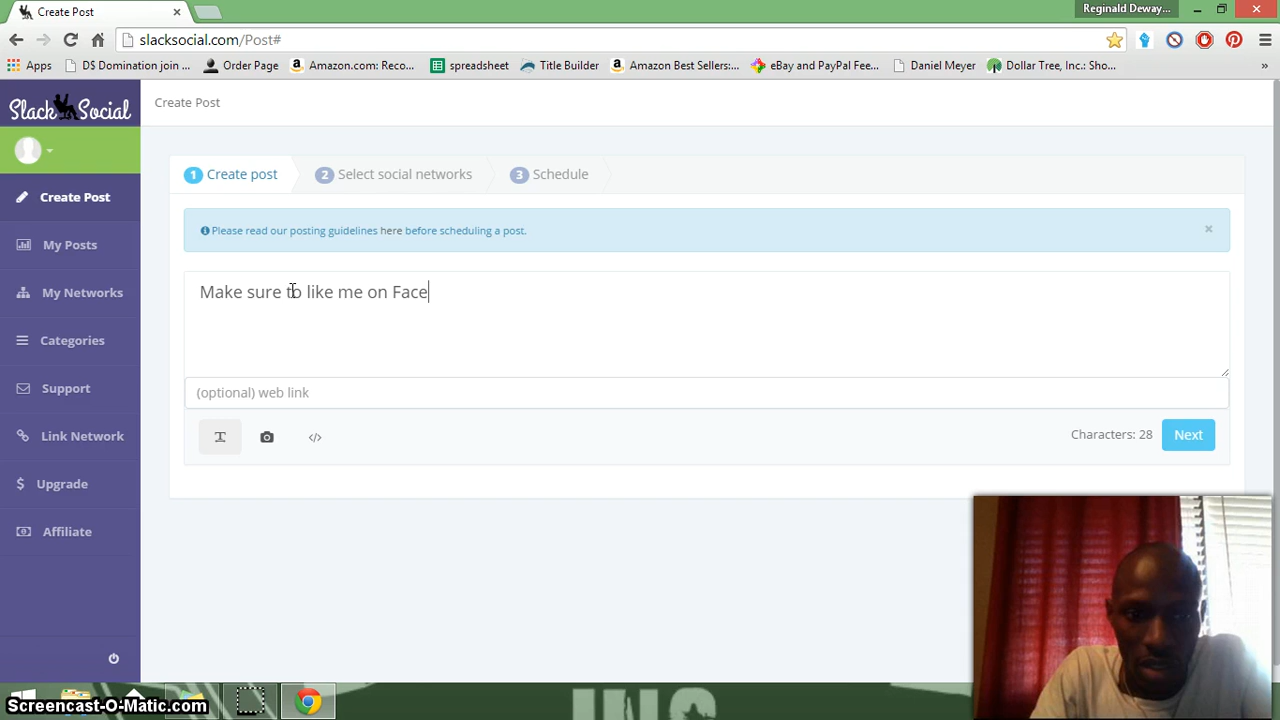 Create Post
Reginald Deway...
slacksocial.com/Post#
Apps
DS Domination join ...
Order Page
Amazon.com: Reco...
spreadsheet
Title Builder
Amazon Best Sellers:...
eBay and PayPal Fee...
Daniel Meyer
Dollar Tree, Inc.: Sho...
»
Slack Social
Create Post
1 Create post
2 Select social networks
3 Schedule
Create Post
My Posts
My Networks
Categories
Support
Link Network
Upgrade
Affiliate
Please read our posting guidelines here before scheduling a post.
Make sure to like me on Face
(optional) web link
Characters: 28
Next
Screencast-O-Matic.com